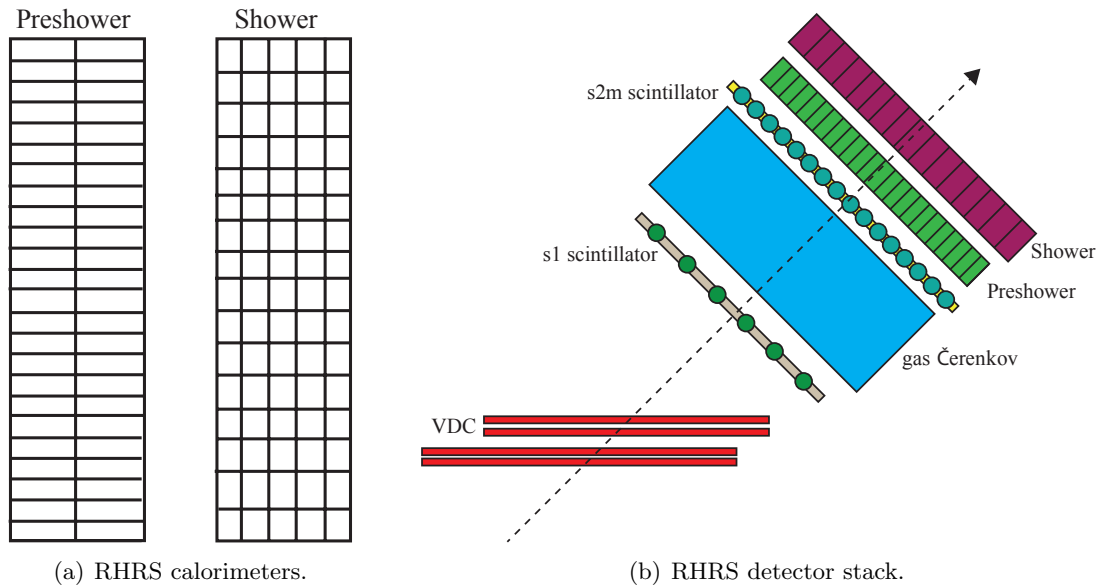 Preshower
Shower
s2m scintillator
s1 scintillator
Shower
Preshower
gas Čerenkov
VDC
(a) RHRS calorimeters.
(b) RHRS detector stack.